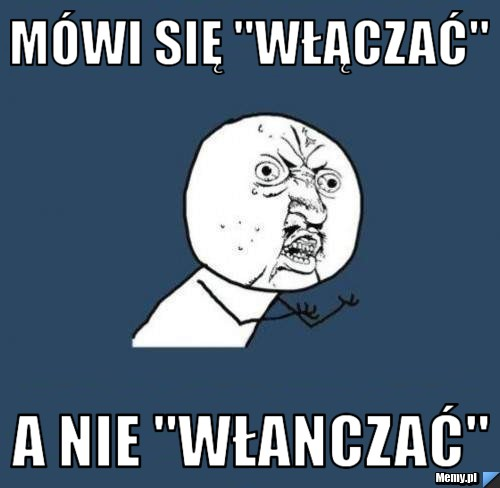 MÓWI SIĘ "WŁĄCZAĆ"
A NIE "WŁANCZAĆ"
Memy.pl